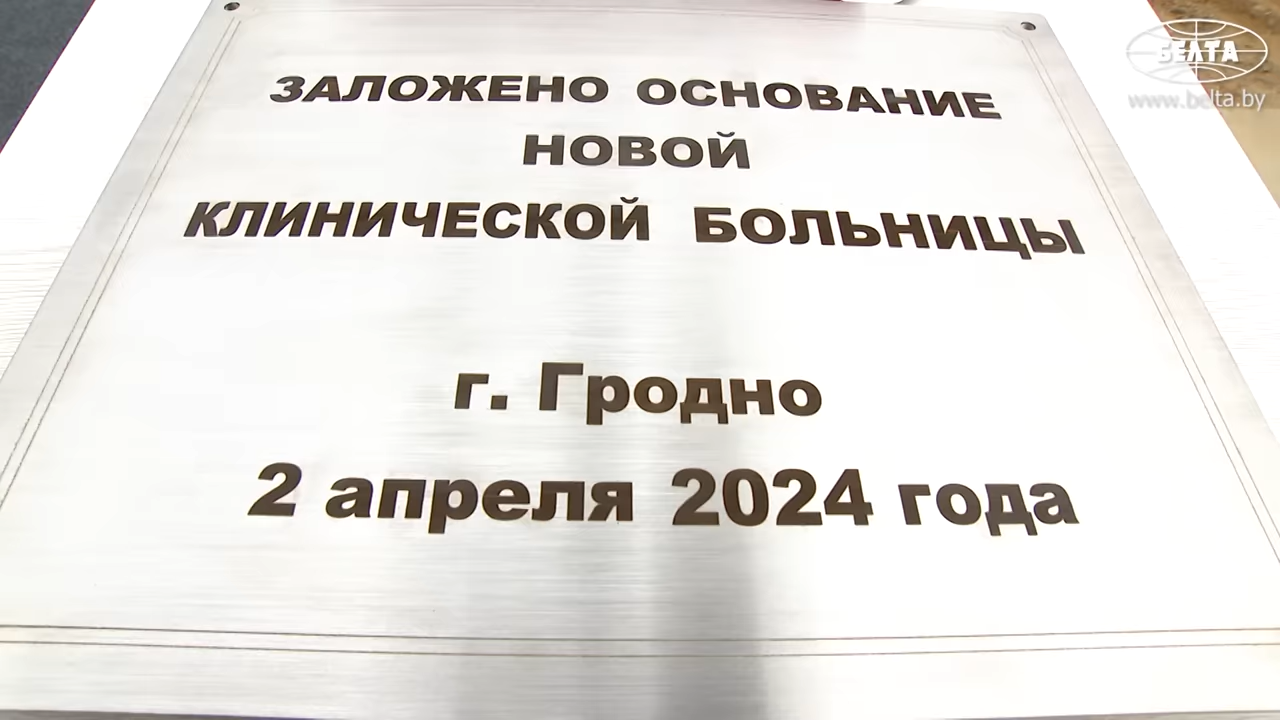 БЕЛТА
www.belta.by
ЗАЛОЖЕНО ОСНОВАНИЕ
НОВОЙ
КЛИНИЧЕСКОЙ БОЛЬНИЦЫ
г. Гродно
2 апреля 2024 года